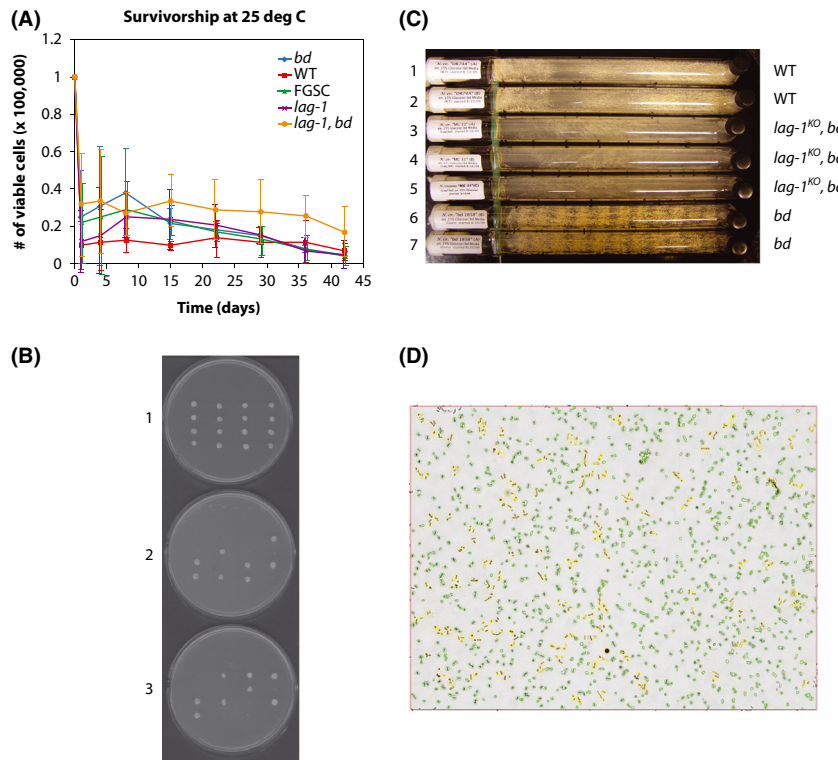 (A)
Survivorship at 25 deg C
# of viable cells (x 100,000)
1.2
1
0.8
0.6
0.4
0.2
0
0 5 10 15 20 25 30 35 40 45
Time (days)
bd
WT
FGSC
lag-1
lag-1, bd
(B)
1
2
3
(C)
1 WT
2 WT
3 lag-1KO, bd
4 lag-1KO, bd
5 lag-1KO, bd
6 bd
7 bd
(D)